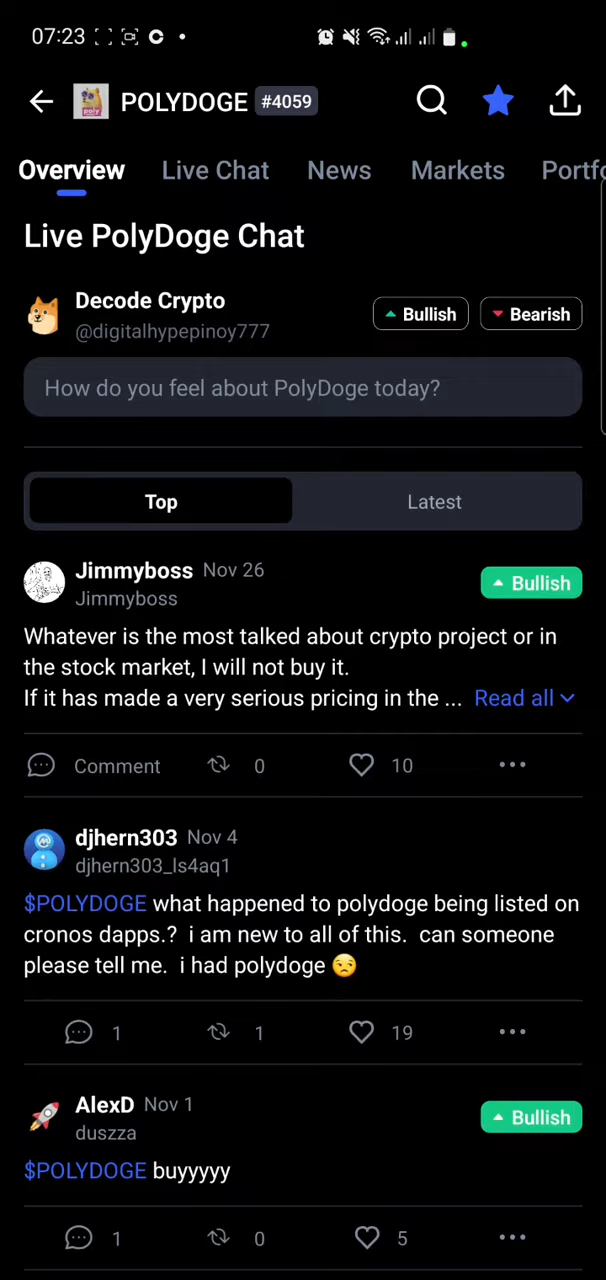 07:23
POLYDOGE #4059
Overview Live Chat News Markets Portfo
Live PolyDoge Chat
Decode Crypto
@digitalhypepinoy777
Bullish Bearish
How do you feel about PolyDoge today?
Top Latest
Jimmyboss Nov 26
Jimmyboss
Bullish
Whatever is the most talked about crypto project or in
the stock market, I will not buy it.
If it has made a very serious pricing in the ... Read all
Comment 0 10
djhern303 Nov 4
djhern303_ls4aq1
$POLYDOGE what happened to polydoge being listed on
cronos dapps.? i am new to all of this. can someone
please tell me. i had polydoge 😒
1 1 19
AlexD Nov 1
duszza
Bullish
$POLYDOGE buyyyyy
1 0 5